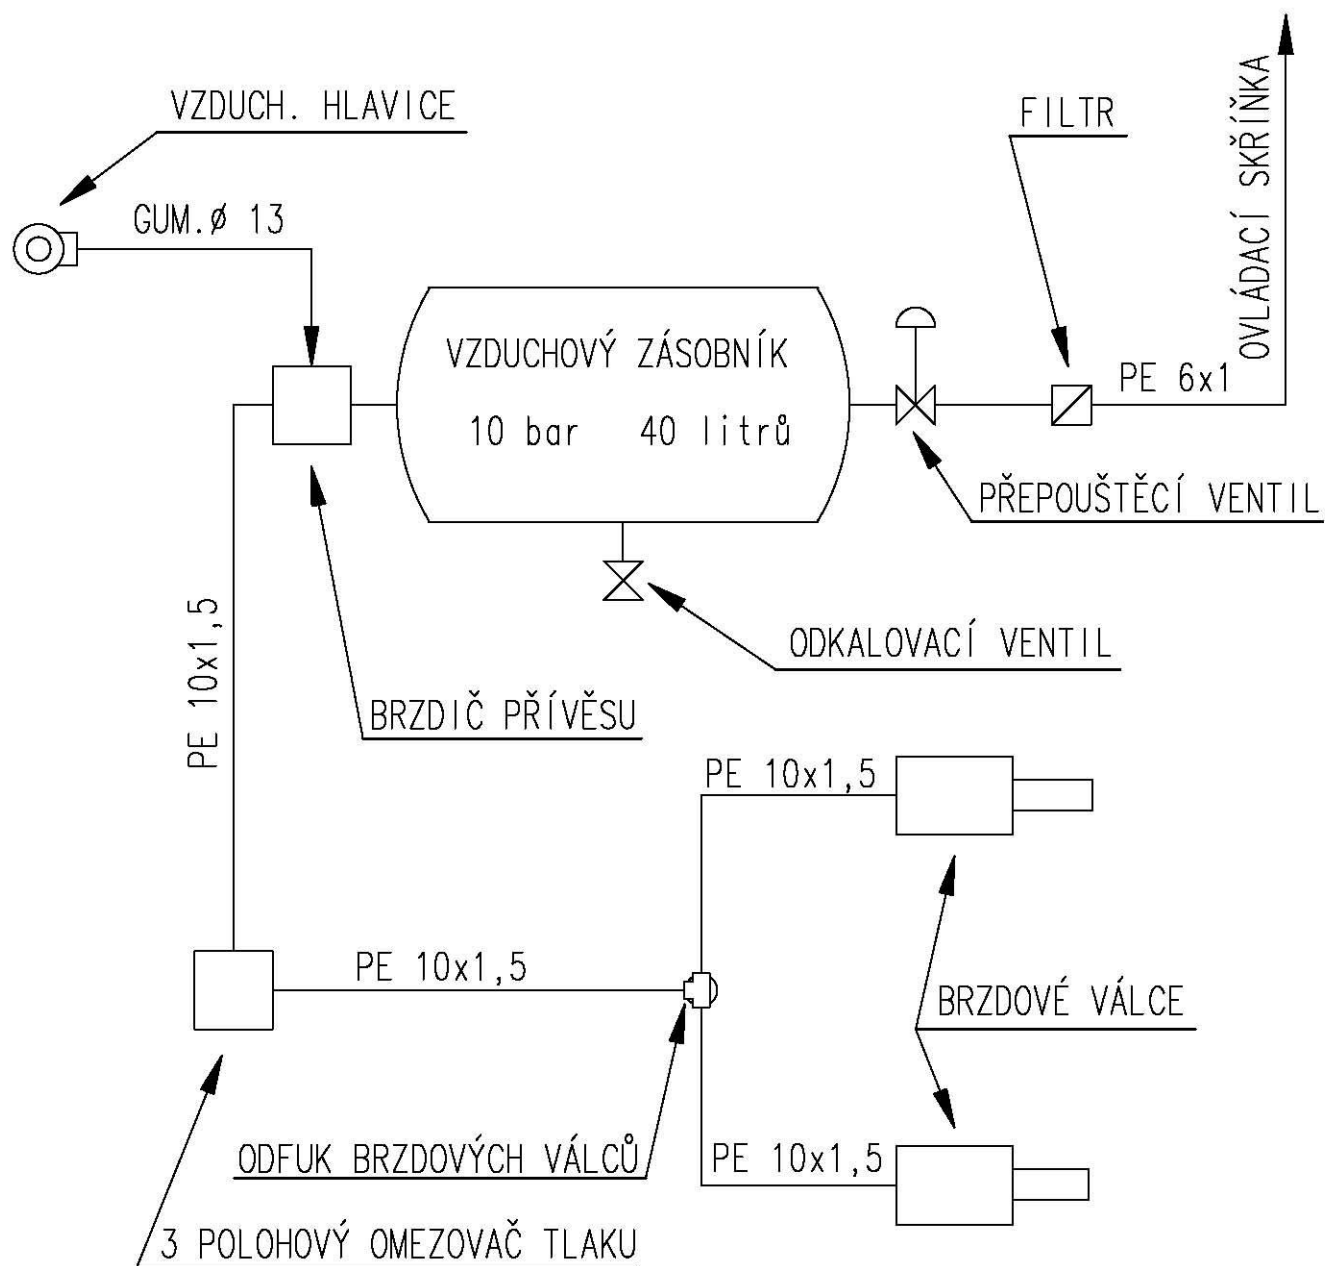 VZDUCH. HLAVICE
FILTR
OVLÁDACÍ SKŘÍŇKA
GUM.Ø 13
VZDUCHOVÝ ZÁSOBNÍK
10 bar 40 litrů
PE 6x1
PŘEPOUŠTĚCÍ VENTIL
ODKALOVACÍ VENTIL
PE 10x1,5
BRZDIČ PŘÍVĚSU
PE 10x1,5
PE 10x1,5
BRZDOVÉ VÁLCE
ODFUK BRZDOVÝCH VÁLCŮ
PE 10x1,5
3 POLOHOVÝ OMEZOVAČ TLAKU